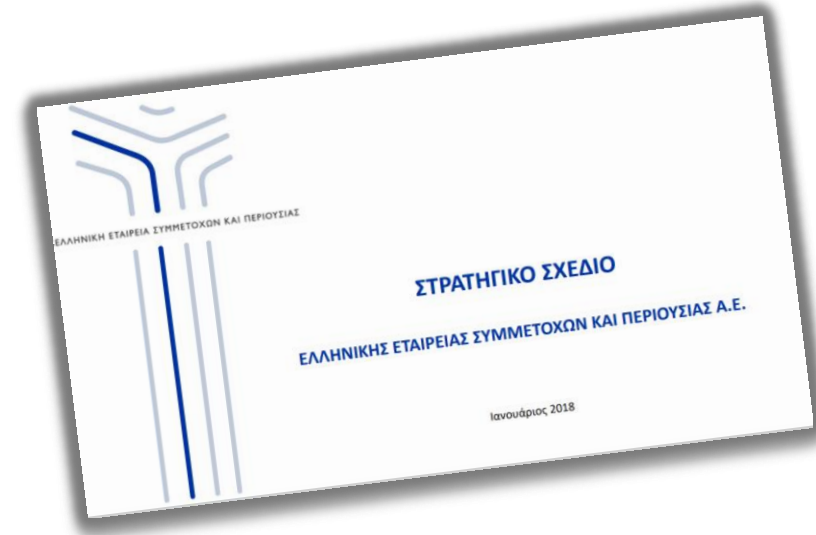 ΕΛΛΗΝΙΚΗ ΕΤΑΙΡΕΙΑ ΣΥΜΜΕΤΟΧΩΝ ΚΑΙ ΠΕΡΙΟΥΣΙΑΣ
ΣΤΡΑΤΗΓΙΚΟ ΣΧΕΔΙΟ
ΕΛΛΗΝΙΚΗΣ ΕΤΑΙΡΕΙΑΣ ΣΥΜΜΕΤΟΧΩΝ ΚΑΙ ΠΕΡΙΟΥΣΙΑΣ Α.Ε.
Ιανουάριος 2018